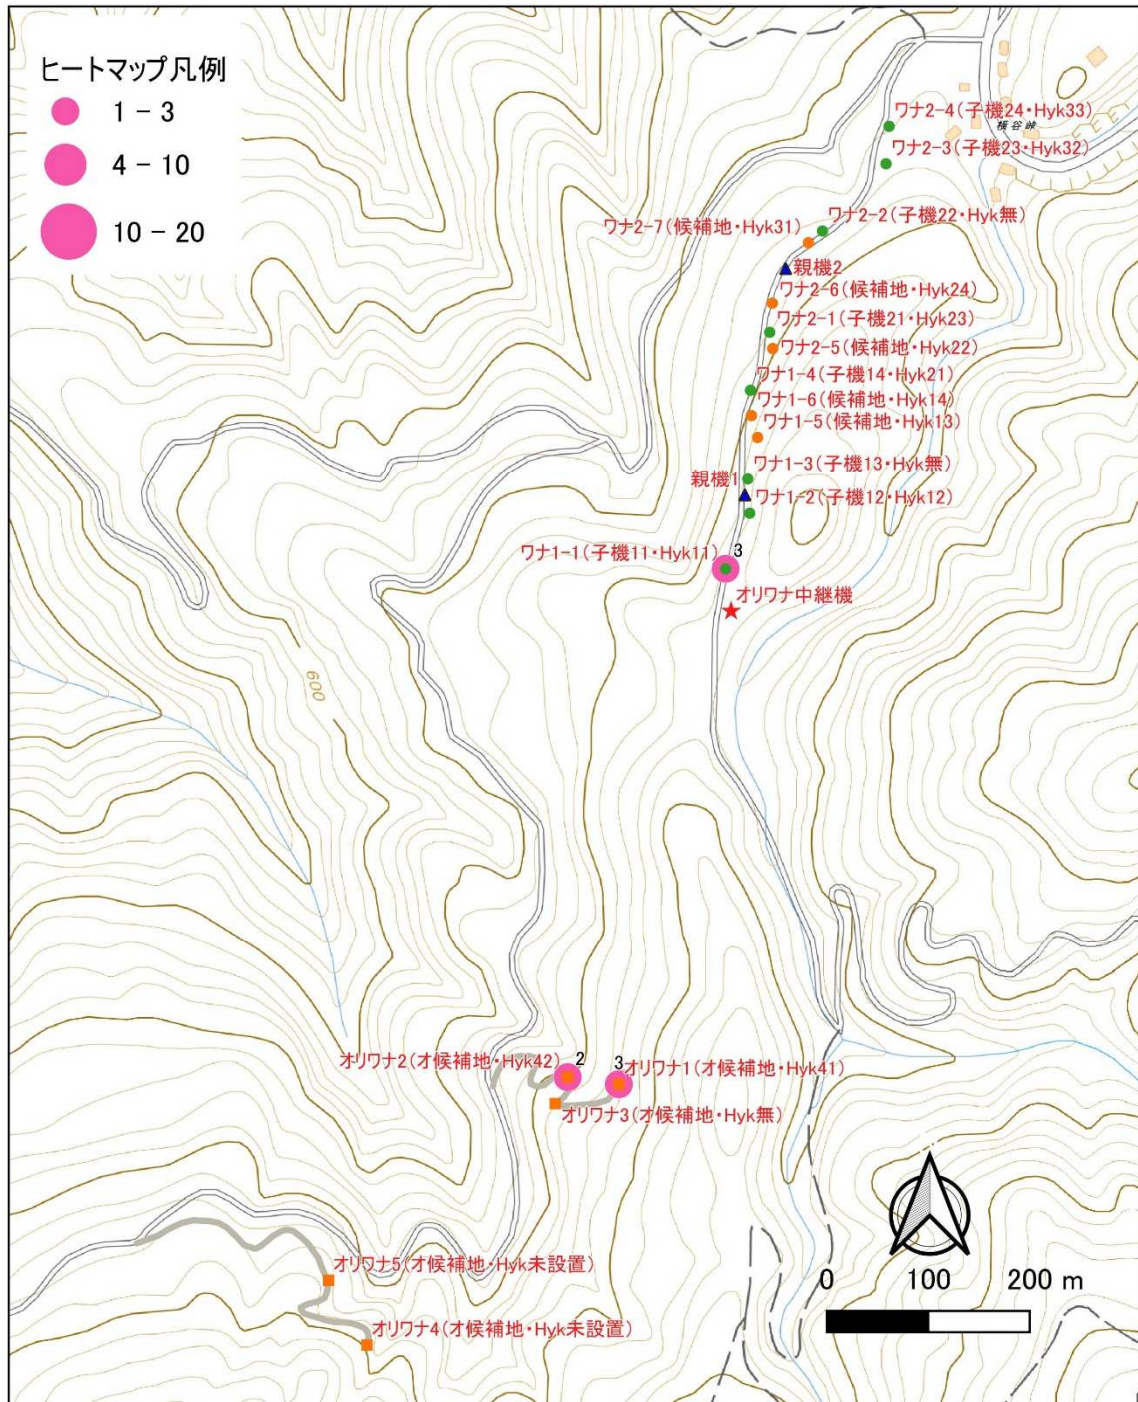 ヒートマップ凡例
1 – 3
4 – 10
10 – 20
ワナ2-4(子機24・Hyk33)
桟谷峠
ワナ2-3(子機23・Hyk32)
ワナ2-2(子機22・Hyk無)
ワナ2-7(候補地・Hyk31)
親機2
ワナ2-6(候補地・Hyk24)
ワナ2-1(子機21・Hyk23)
ワナ2-5(候補地・Hyk22)
ワナ1-4(子機14・Hyk21)
ワナ1-6(候補地・Hyk14)
ワナ1-5(候補地・Hyk13)
ワナ1-3(子機13・Hyk無)
親機1
ワナ1-2(子機12・Hyk12)
ワナ1-1(子機11・Hyk11)
3
オリワナ中継機
600
オリワナ2(オ候補地・Hyk42)
2
3
オリワナ1(オ候補地・Hyk41)
オリワナ3(オ候補地・Hyk無)
オリワナ5(オ候補地・Hyk未設置)
オリワナ4(オ候補地・Hyk未設置)
0 100 200 m